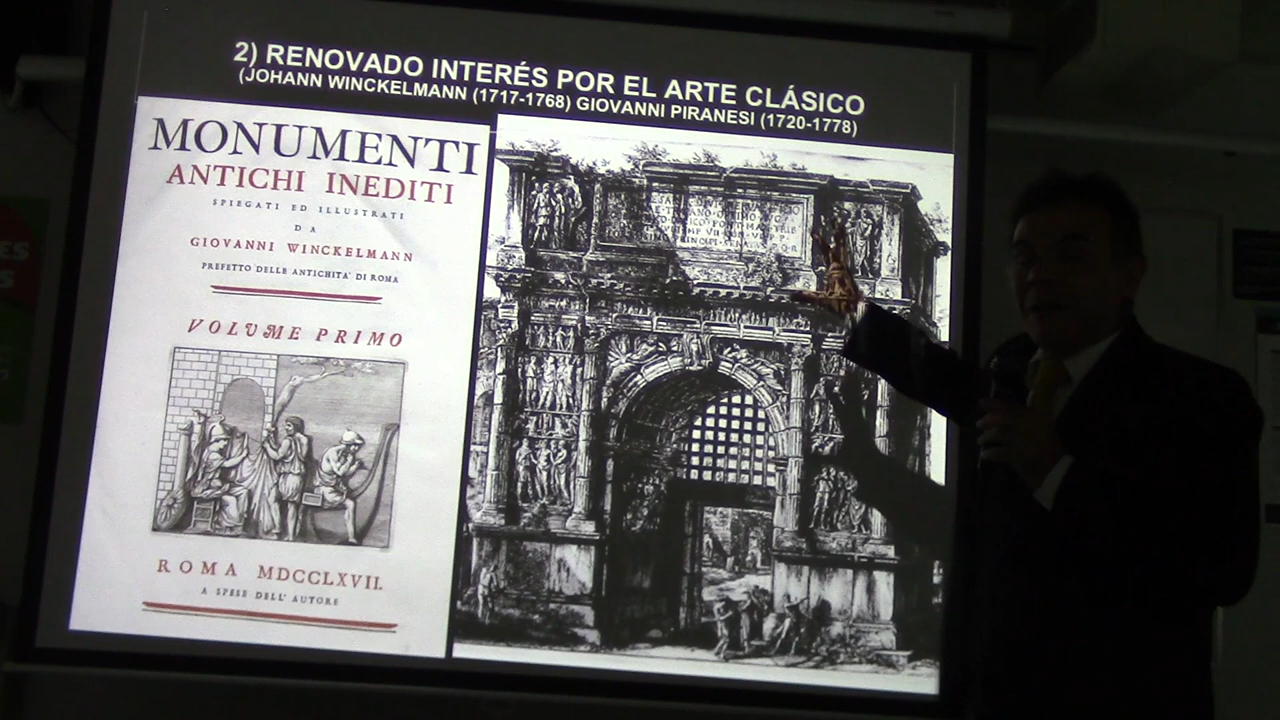 2) RENOVADO INTERÉS POR EL ARTE CLÁSICO
(JOHANN WINCKELMANN (1717-1768) GIOVANNI PIRANESI (1720-1778)
MONUMENTI
ANTICHI INEDITI
SPIEGATI ED ILLUSTRATI
DA
GIOVANNI WINCKELMANN
PREFETTO DELLE ANTICHITA' DI ROMA
VOLUME PRIMO
ROMA MDCCLXVII.
A SPESE DELL' AUTORE